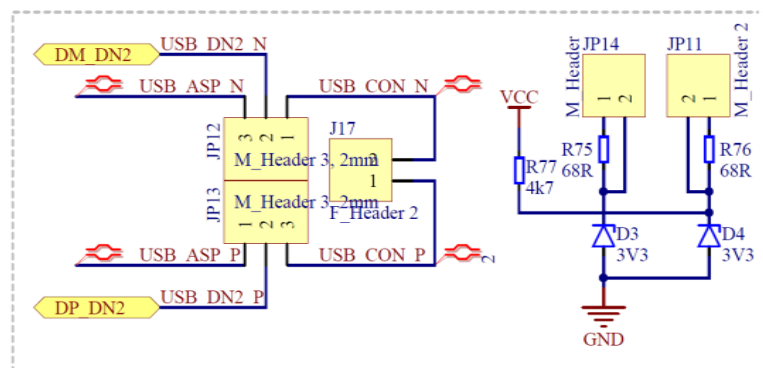 DM_DN2
USB_DN2_N
USB_ASP_N
USB_CON_N
JP12
3
2
1
M_Header 3, 2mm
J17
2
1
F_Header 2
JP13
M_Header 3, 2mm
1
2
3
USB_ASP_P
USB_CON_P
2
DP_DN2
USB_DN2_P
VCC
R77
4k7
JP14
M_Header
1
2
R75
68R
JP11
M_Header 2
2
1
R76
68R
D3
3V3
D4
3V3
GND